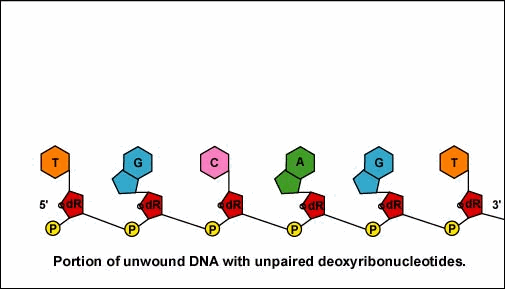 T G C A G T
5' dR dR dR dR dR dR 3'
P P P P P P
Portion of unwound DNA with unpaired deoxyribonucleotides.